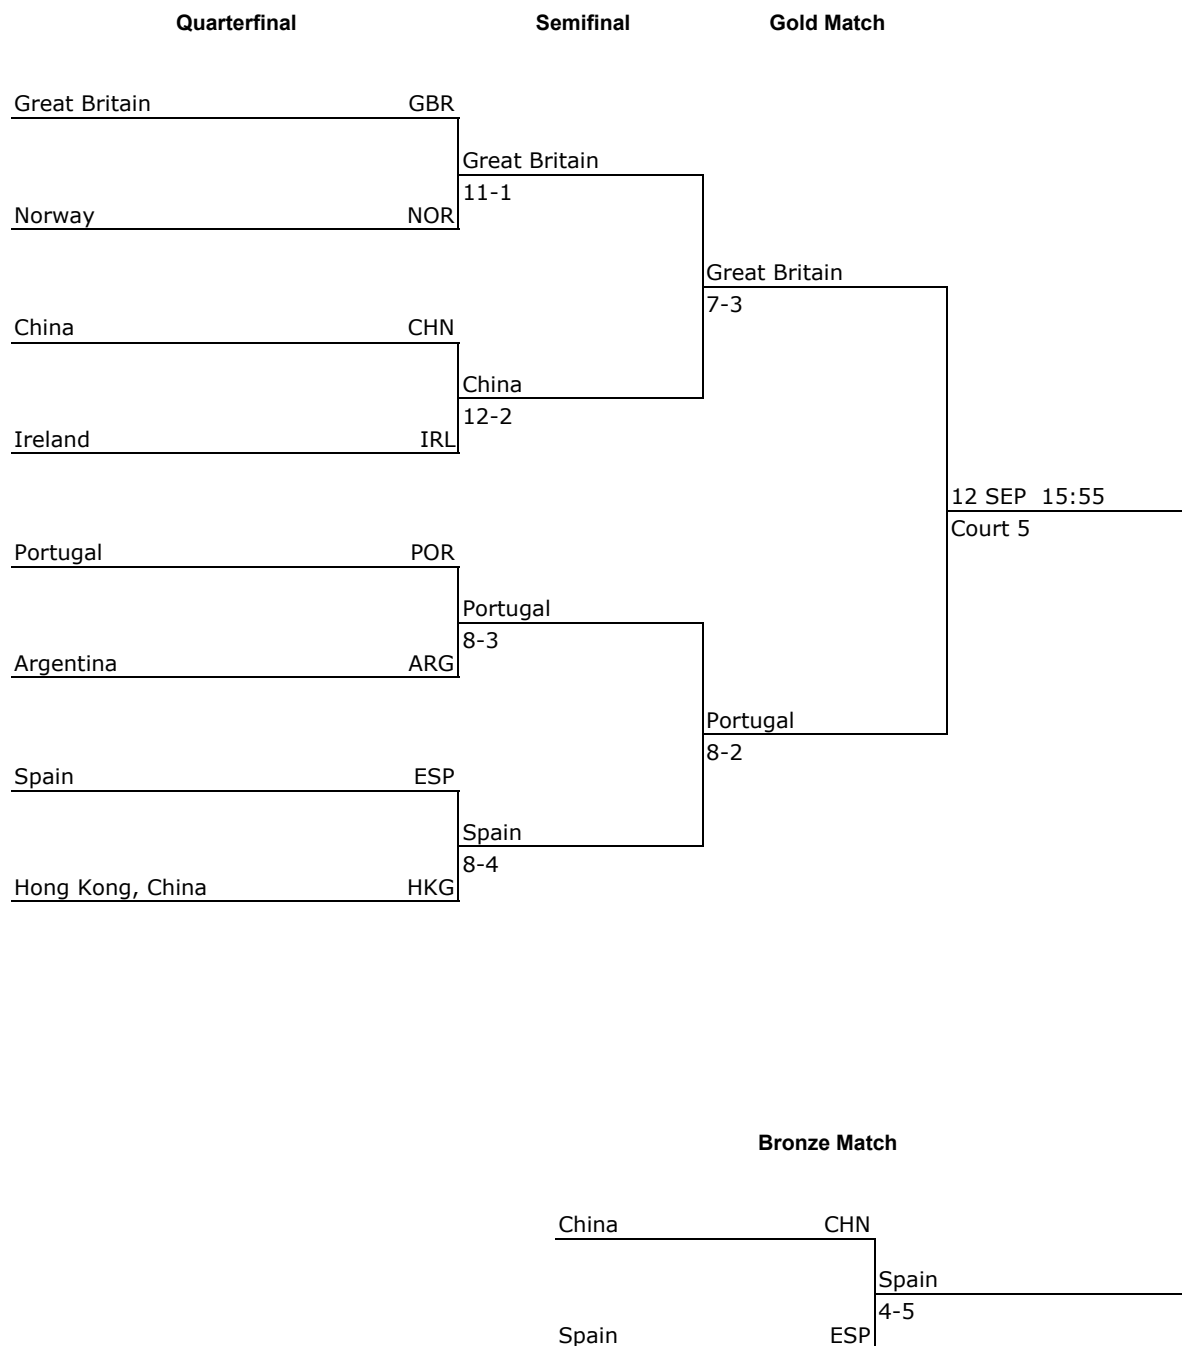 Quarterfinal Semifinal Gold Match
Great Britain GBR
Great Britain
11-1
Norway NOR
Great Britain
7-3
China CHN
China
12-2
Ireland IRL
12 SEP 15:55
Court 5
Portugal POR
Portugal
8-3
Argentina ARG
Portugal
8-2
Spain ESP
Spain
8-4
Hong Kong, China HKG
Bronze Match
China CHN
Spain
4-5
Spain ESP